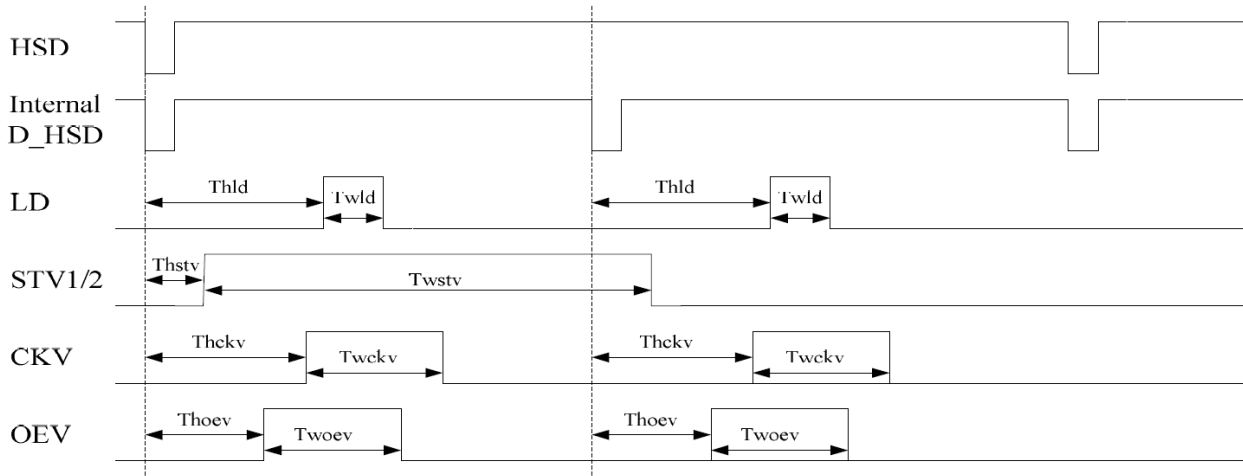 HSD
Internal
D_HSD
LD
Thld
Twld
Thld
Twld
STV1/2
Thstv
Twstv
CKV
Thckv
Twckv
Thckv
Twckv
OEV
Thoev
Twoev
Thoev
Twoev